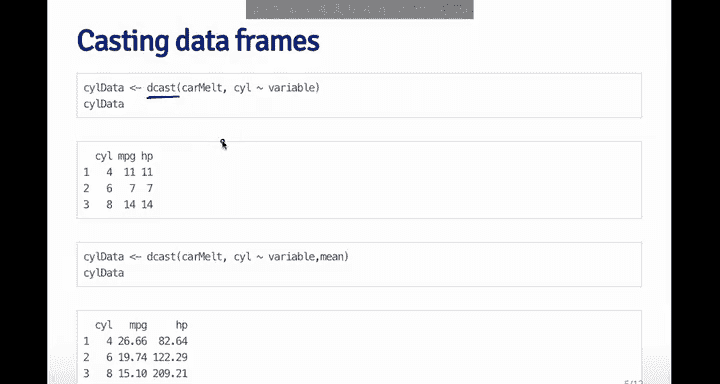 Casting data frames
cylData <- dcast(carMelt, cyl ~ variable)
cylData
cyl mpg hp
1 4 11 11
2 6 7 7
3 8 14 14
cylData <- dcast(carMelt, cyl ~ variable,mean)
cylData
cyl mpg hp
1 4 26.66 82.64
2 6 19.74 122.29
3 8 15.10 209.21